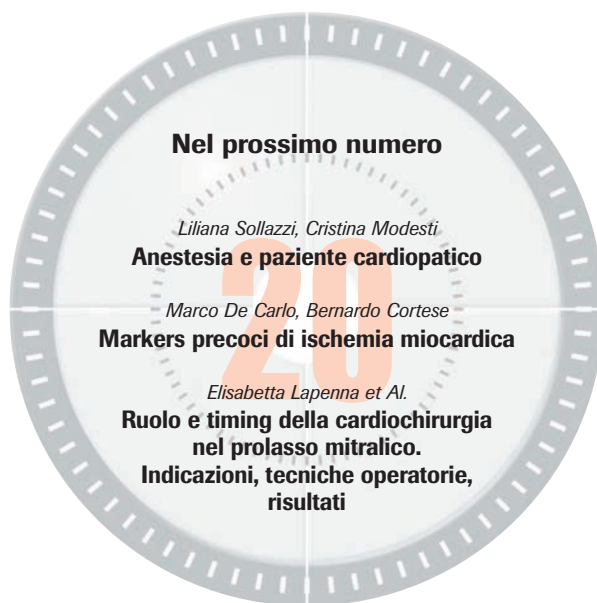 Nel prossimo numero
Liliana Sollazzi, Cristina Modesti
Anestesia e paziente cardiopatico
20
Marco De Carlo, Bernardo Cortese
Markers precoci di ischemia miocardica
Elisabetta Lapenna et Al.
Ruolo e timing della cardiochirurgia
nel prolasso mitralico.
Indicazioni, tecniche operatorie,
risultati